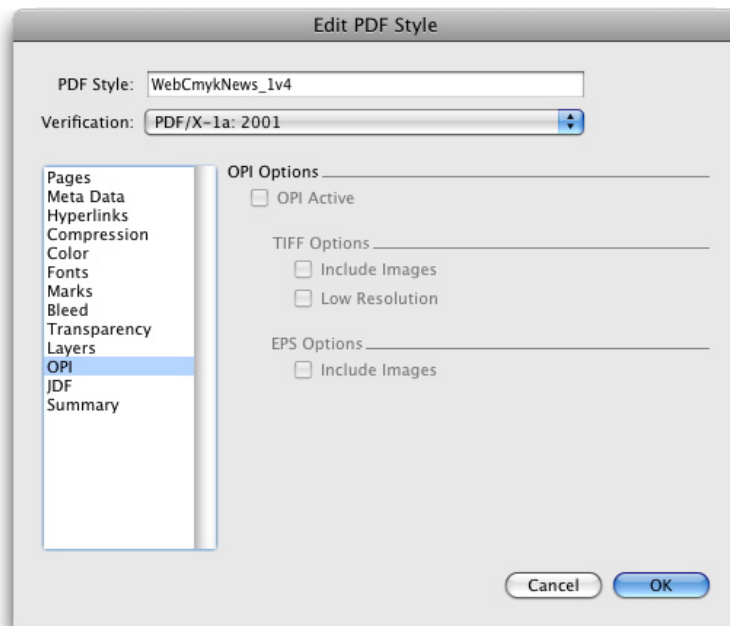 Edit PDF Style
PDF Style: WebCmykNews_1v4
Verification: PDF/X-1a: 2001
Pages
Meta Data
Hyperlinks
Compression
Color
Fonts
Marks
Bleed
Transparency
Layers
OPI
JDF
Summary
OPI Options
OPI Active
TIFF Options
Include Images
Low Resolution
EPS Options
Include Images
Cancel
OK